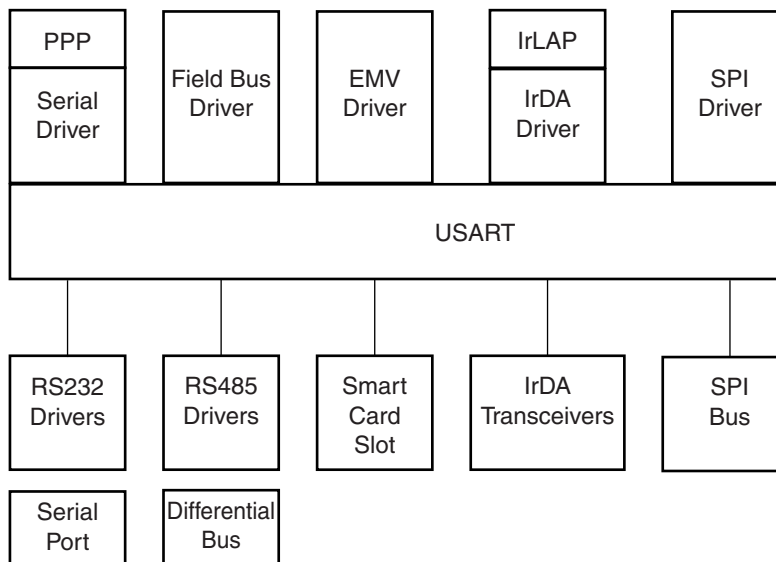 PPP
Serial
Driver
Field Bus
Driver
EMV
Driver
IrLAP
IrDA
Driver
SPI
Driver
USART
RS232
Drivers
RS485
Drivers
Smart
Card
Slot
IrDA
Transceivers
SPI
Bus
Serial
Port
Differential
Bus